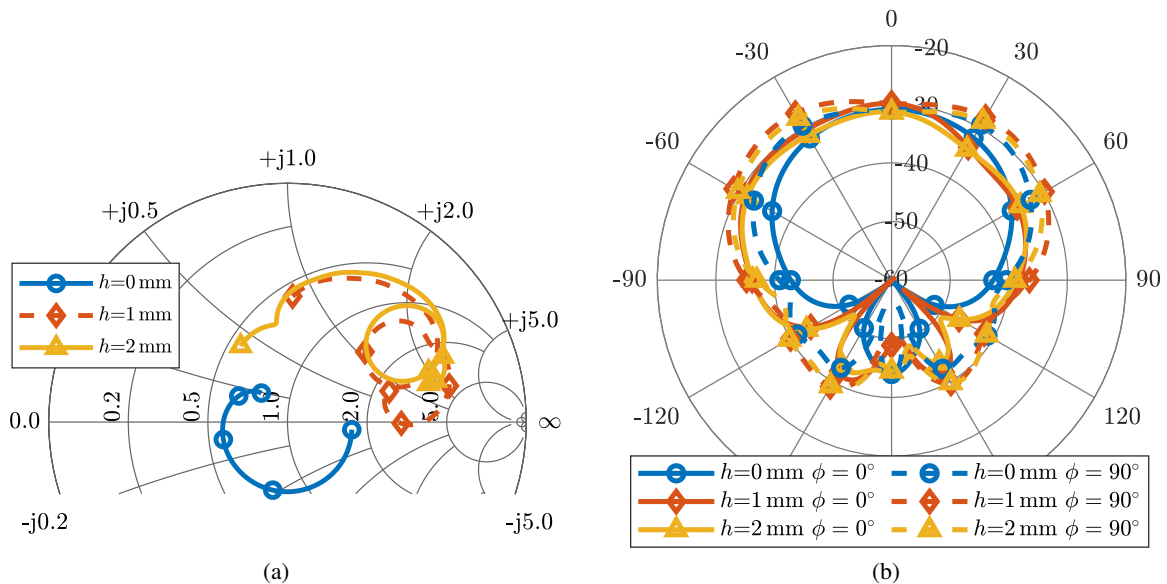 +j1.0
+j0.5
+j2.0
h=0 mm
h=1 mm
h=2 mm
+j5.0
0.0
0.2
0.5
1.0
2.0
5.0
∞
-j0.2
-j5.0
(a)
0
-30
30
-20
-30
-60
60
-40
-50
-90
-60
90
-120
120
h=0 mm ϕ = 0° h=0 mm ϕ = 90°
h=1 mm ϕ = 0° h=1 mm ϕ = 90°
h=2 mm ϕ = 0° h=2 mm ϕ = 90°
(b)